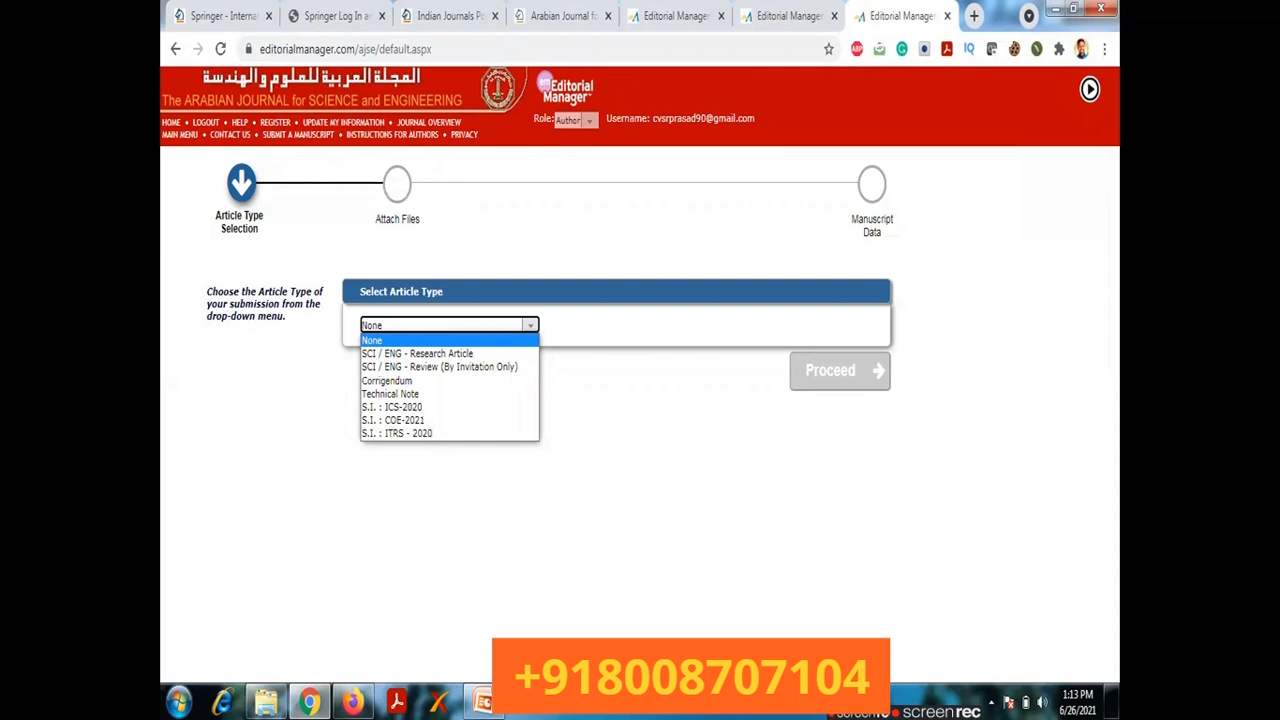 Springer - Interna
Springer Log In a
Indian Journals Po
Arabian Journal fo
Editorial Manager
Editorial Manager
Editorial Manager
editorialmanager.com/ajse/default.aspx
المجلة العربية للعلوم والهندسة
The ARABIAN JOURNAL for SCIENCE and ENGINEERING
em Editorial
Manager
HOME • LOGOUT • HELP • REGISTER • UPDATE MY INFORMATION • JOURNAL OVERVIEW
MAIN MENU • CONTACT US • SUBMIT A MANUSCRIPT • INSTRUCTIONS FOR AUTHORS • PRIVACY
Role: Author Username: cvsrprasad90@gmail.com
Article Type
Selection
Attach Files
Manuscript
Data
Choose the Article Type of
your submission from the
drop-down menu.
Select Article Type
None
None
SCI / ENG - Research Article
SCI / ENG - Review (By Invitation Only)
Corrigendum
Technical Note
S.I. : ICS-2020
S.I. : COE-2021
S.I. : ITRS - 2020
Proceed
+918008707104
1:13 PM
6/26/2021
screenrec